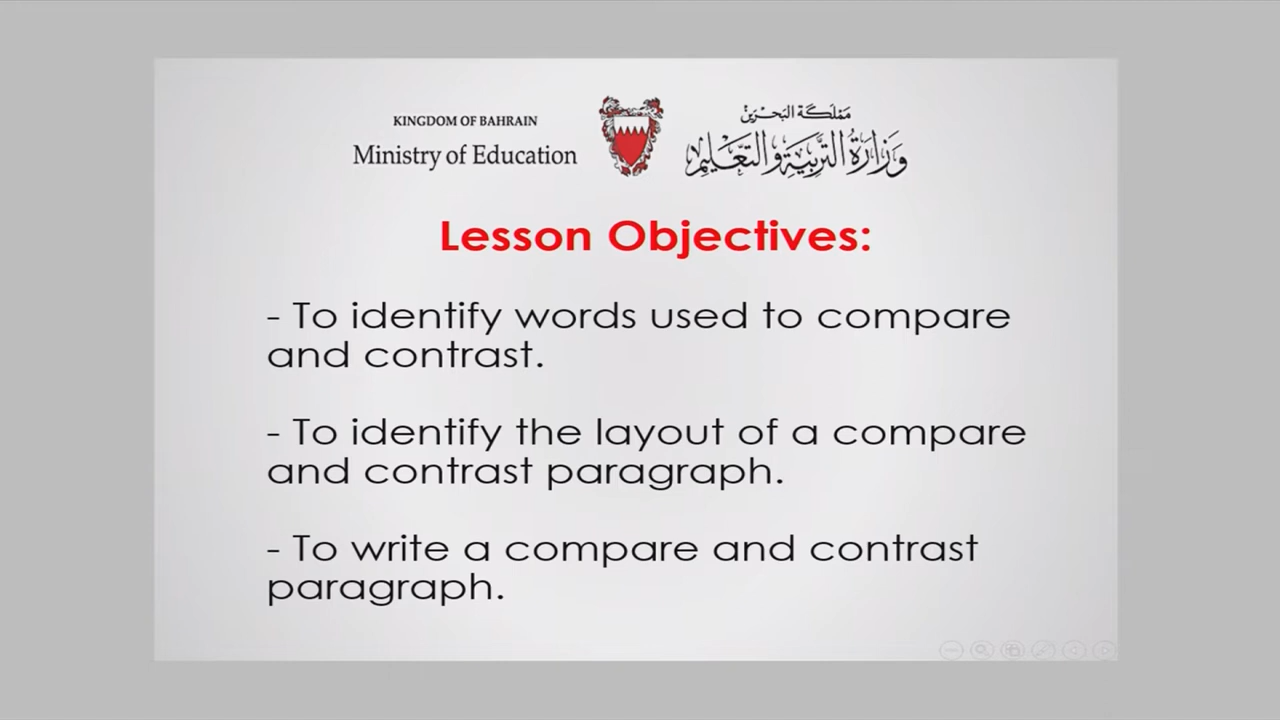 KINGDOM OF BAHRAIN
Ministry of Education
مملكة البحرين
وزارة التربية والتعليم
Lesson Objectives:
- To identify words used to compare
and contrast.
- To identify the layout of a compare
and contrast paragraph.
- To write a compare and contrast
paragraph.